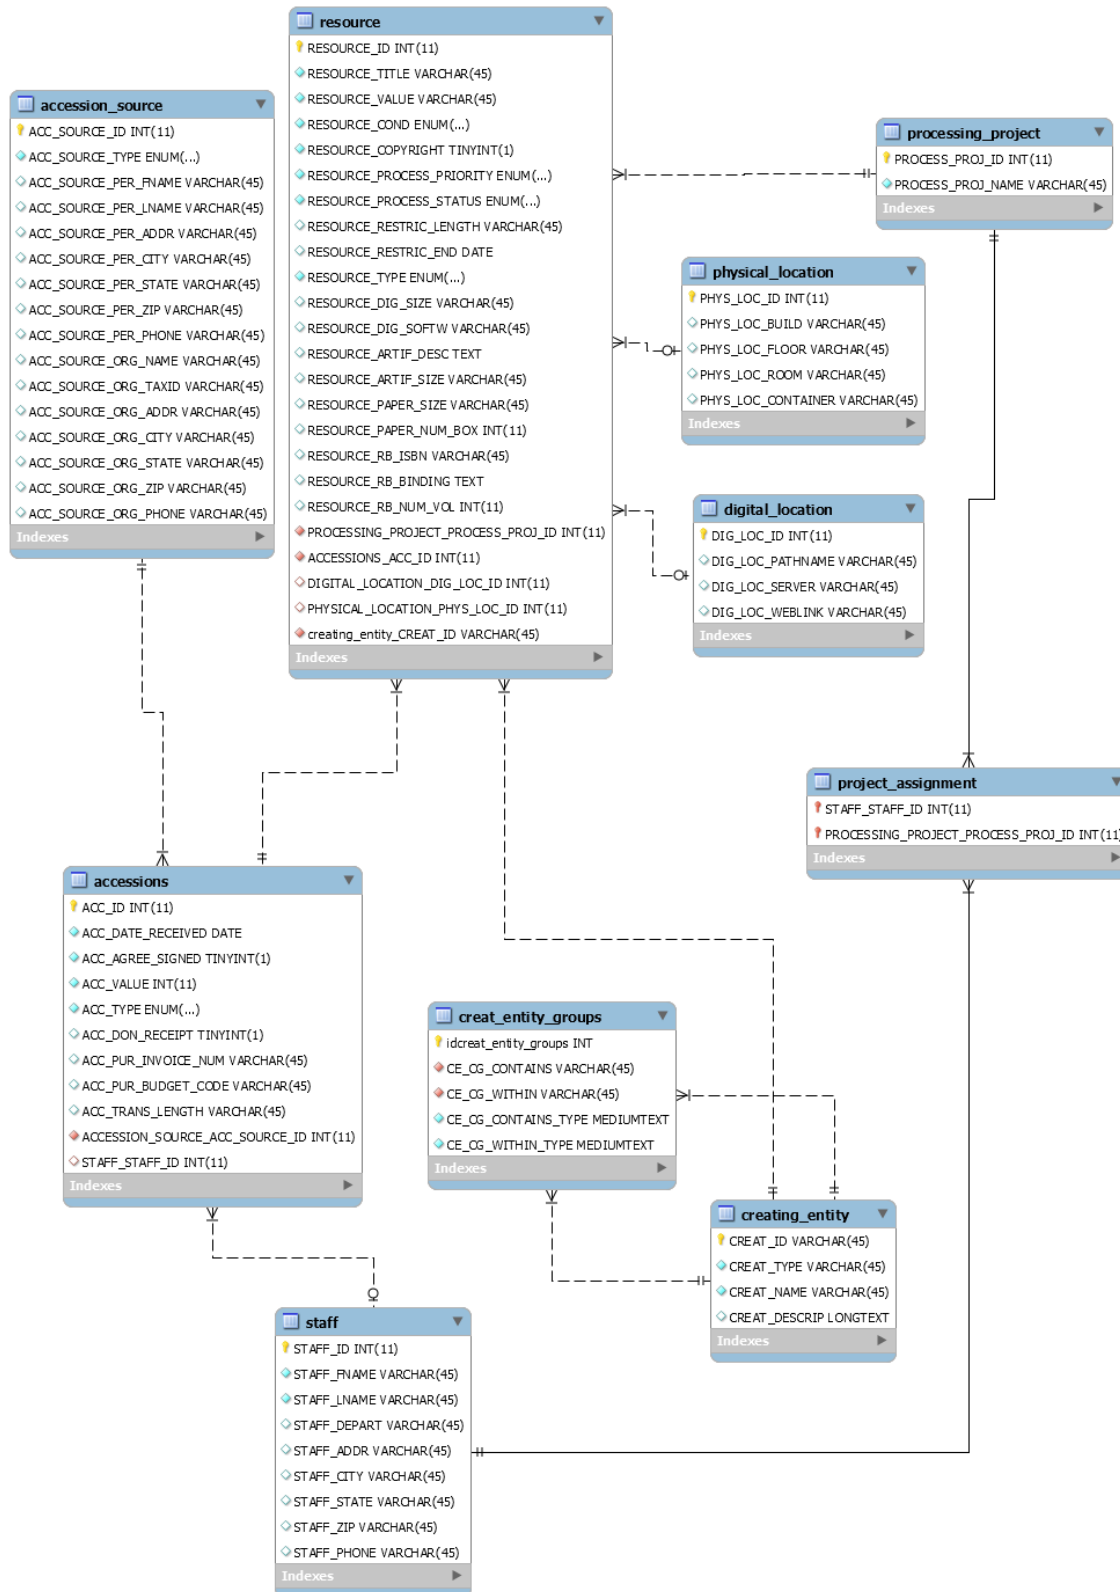 resource
RESOURCE_ID INT(11)
RESOURCE_TITLE VARCHAR(45)
RESOURCE_VALUE VARCHAR(45)
RESOURCE_COND ENUM(...)
RESOURCE_COPYRIGHT TINYINT(1)
RESOURCE_PROCESS_PRIORITY ENUM(...)
RESOURCE_PROCESS_STATUS ENUM(...)
RESOURCE_RESTRIC_LENGTH VARCHAR(45)
RESOURCE_RESTRIC_END DATE
RESOURCE_TYPE ENUM(...)
RESOURCE_DIG_SIZE VARCHAR(45)
RESOURCE_DIG_SOFTW VARCHAR(45)
RESOURCE_ARTIF_DESC TEXT
RESOURCE_ARTIF_SIZE VARCHAR(45)
RESOURCE_PAPER_SIZE VARCHAR(45)
RESOURCE_PAPER_NUM_BOX INT(11)
RESOURCE_RB_ISBN VARCHAR(45)
RESOURCE_RB_BINDING TEXT
RESOURCE_RB_NUM_VOL INT(11)
PROCESSING_PROJECT_PROCESS_PROJ_ID INT(11)
ACCESSIONS_ACC_ID INT(11)
DIGITAL_LOCATION_DIG_LOC_ID INT(11)
PHYSICAL_LOCATION_PHYS_LOC_ID INT(11)
creating_entity_CREAT_ID VARCHAR(45)
Indexes
accession_source
ACC_SOURCE_ID INT(11)
ACC_SOURCE_TYPE ENUM(...)
ACC_SOURCE_PER_FNAME VARCHAR(45)
ACC_SOURCE_PER_LNAME VARCHAR(45)
ACC_SOURCE_PER_ADDR VARCHAR(45)
ACC_SOURCE_PER_CITY VARCHAR(45)
ACC_SOURCE_PER_STATE VARCHAR(45)
ACC_SOURCE_PER_ZIP VARCHAR(45)
ACC_SOURCE_PER_PHONE VARCHAR(45)
ACC_SOURCE_ORG_NAME VARCHAR(45)
ACC_SOURCE_ORG_TAXID VARCHAR(45)
ACC_SOURCE_ORG_ADDR VARCHAR(45)
ACC_SOURCE_ORG_CITY VARCHAR(45)
ACC_SOURCE_ORG_STATE VARCHAR(45)
ACC_SOURCE_ORG_ZIP VARCHAR(45)
ACC_SOURCE_ORG_PHONE VARCHAR(45)
Indexes
processing_project
PROCESS_PROJ_ID INT(11)
PROCESS_PROJ_NAME VARCHAR(45)
Indexes
physical_location
PHYS_LOC_ID INT(11)
PHYS_LOC_BUILD VARCHAR(45)
PHYS_LOC_FLOOR VARCHAR(45)
PHYS_LOC_ROOM VARCHAR(45)
PHYS_LOC_CONTAINER VARCHAR(45)
Indexes
digital_location
DIG_LOC_ID INT(11)
DIG_LOC_PATHNAME VARCHAR(45)
DIG_LOC_SERVER VARCHAR(45)
DIG_LOC_WEBLINK VARCHAR(45)
Indexes
project_assignment
STAFF_STAFF_ID INT(11)
PROCESSING_PROJECT_PROCESS_PROJ_ID INT(11)
Indexes
accessions
ACC_ID INT(11)
ACC_DATE_RECEIVED DATE
ACC_AGREE_SIGNED TINYINT(1)
ACC_VALUE INT(11)
ACC_TYPE ENUM(...)
ACC_DON_RECEIPT TINYINT(1)
ACC_PUR_INVOICE_NUM VARCHAR(45)
ACC_PUR_BUDGET_CODE VARCHAR(45)
ACC_TRANS_LENGTH VARCHAR(45)
ACCESSION_SOURCE_ACC_SOURCE_ID INT(11)
STAFF_STAFF_ID INT(11)
Indexes
creat_entity_groups
idcreat_entity_groups INT
CE_CG_CONTAINS VARCHAR(45)
CE_CG_WITHIN VARCHAR(45)
CE_CG_CONTAINS_TYPE MEDIUMTEXT
CE_CG_WITHIN_TYPE MEDIUMTEXT
Indexes
creating_entity
CREAT_ID VARCHAR(45)
CREAT_TYPE VARCHAR(45)
CREAT_NAME VARCHAR(45)
CREAT_DESCRIP LONGTEXT
Indexes
staff
STAFF_ID INT(11)
STAFF_FNAME VARCHAR(45)
STAFF_LNAME VARCHAR(45)
STAFF_DEPART VARCHAR(45)
STAFF_ADDR VARCHAR(45)
STAFF_CITY VARCHAR(45)
STAFF_STATE VARCHAR(45)
STAFF_ZIP VARCHAR(45)
STAFF_PHONE VARCHAR(45)
Indexes